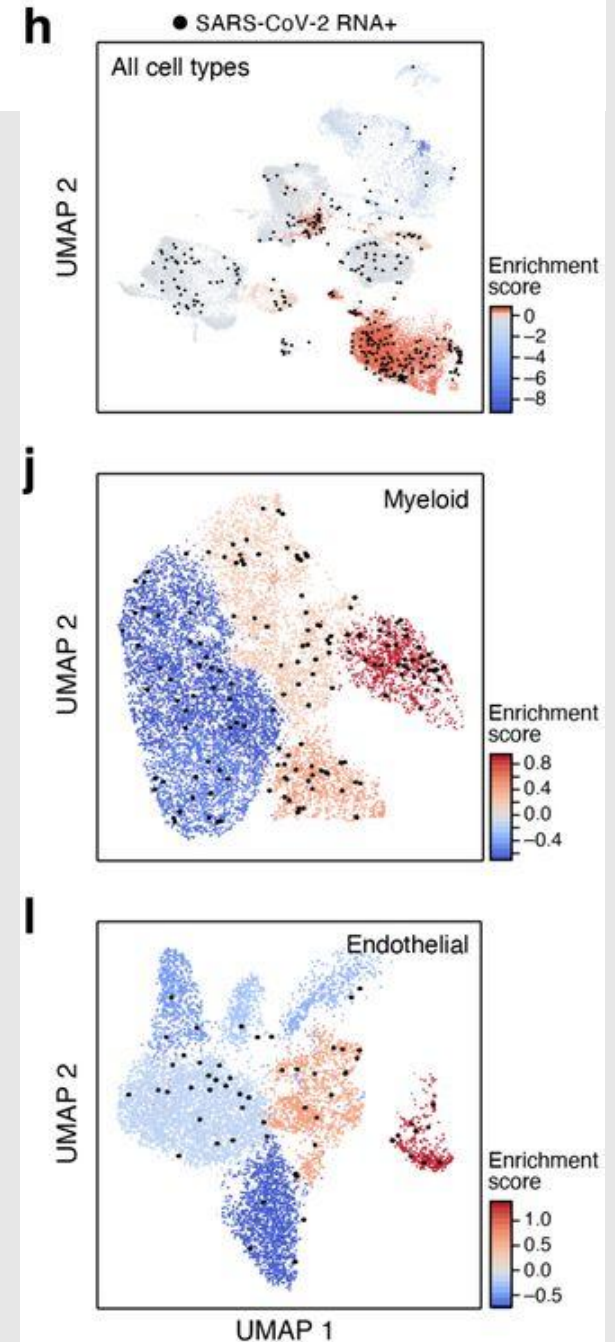 h
● SARS-CoV-2 RNA+
All cell types
UMAP 2
Enrichment
score
0
−2
−4
−6
−8
j
Myeloid
UMAP 2
Enrichment
score
0.8
0.4
0.0
−0.4
l
Endothelial
UMAP 2
Enrichment
score
1.0
0.5
0.0
−0.5
UMAP 1